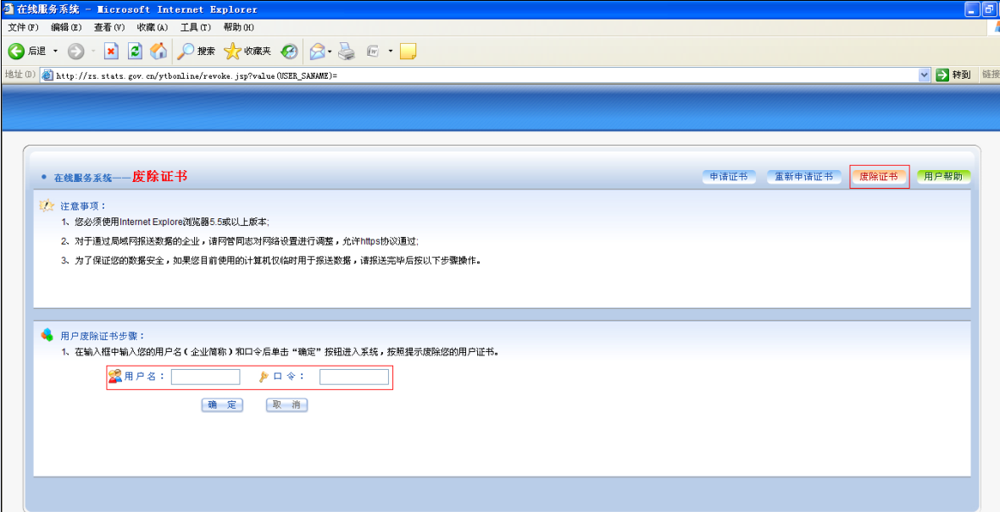 在线服务系统 - Microsoft Internet Explorer
文件(F) 编辑(E) 查看(V) 收藏(A) 工具(T) 帮助(H)
后退 搜索 收藏夹
地址(D) http://zs.stats.gov.cn/ytbonline/revoke.jsp?value(USER_SANAME)= 转到 链接
在线服务系统——废除证书 申请证书 重新申请证书 废除证书 用户帮助
注意事项：
1、您必须使用Internet Explore浏览器5.5或以上版本;
2、对于通过局域网报送数据的企业，请网管同志对网络设置进行调整，允许https协议通过;
3、为了保证您的数据安全，如果您目前使用的计算机仅临时用于报送数据，请报送完毕后按以下步骤操作。
用户废除证书步骤：
1、在输入框中输入您的用户名（企业简称）和口令后单击“确定”按钮进入系统，按照提示废除您的用户证书。
用户名： 口令：
确 定 取 消